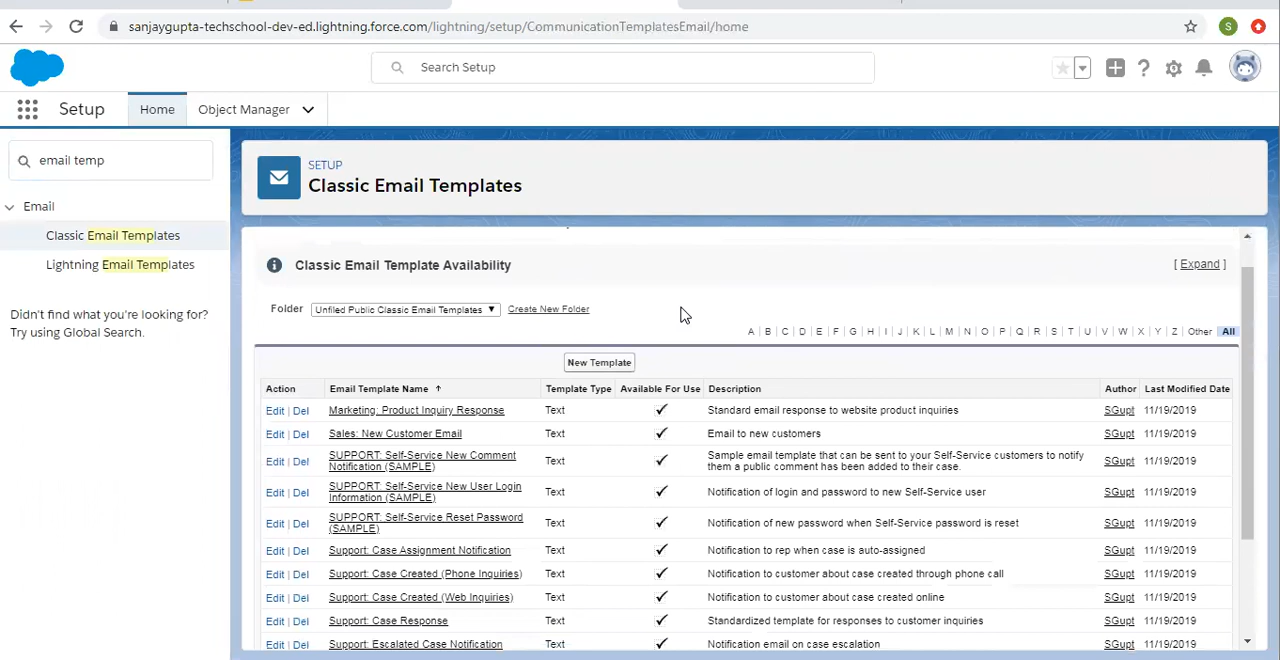 sanjaygupta-techschool-dev-ed.lightning.force.com/lightning/setup/CommunicationTemplatesEmail/home
S
Search Setup
Setup
Home
Object Manager
email temp
Email
Classic Email Templates
Lightning Email Templates
Didn't find what you're looking for?
Try using Global Search.
SETUP
Classic Email Templates
Classic Email Template Availability
[ Expand ]
Folder Unfiled Public Classic Email Templates Create New Folder
A | B | C | D | E | F | G | H | I | J | K | L | M | N | O | P | Q | R | S | T | U | V | W | X | Y | Z | Other All
New Template
Action Email Template Name Template Type Available For Use Description Author Last Modified Date
Edit | Del Marketing: Product Inquiry Response Text Standard email response to website product inquiries SGupt 11/19/2019
Edit | Del Sales: New Customer Email Text Email to new customers SGupt 11/19/2019
Edit | Del SUPPORT: Self-Service New Comment Notification (SAMPLE) Text Sample email template that can be sent to your Self-Service customers to notify them a public comment has been added to their case. SGupt 11/19/2019
Edit | Del SUPPORT: Self-Service New User Login Information (SAMPLE) Text Notification of login and password to new Self-Service user SGupt 11/19/2019
Edit | Del SUPPORT: Self-Service Reset Password (SAMPLE) Text Notification of new password when Self-Service password is reset SGupt 11/19/2019
Edit | Del Support: Case Assignment Notification Text Notification to rep when case is auto-assigned SGupt 11/19/2019
Edit | Del Support: Case Created (Phone Inquiries) Text Notification to customer about case created through phone call SGupt 11/19/2019
Edit | Del Support: Case Created (Web Inquiries) Text Notification to customer about case created online SGupt 11/19/2019
Edit | Del Support: Case Response Text Standardized template for responses to customer inquiries SGupt 11/19/2019
Edit | Del Support: Escalated Case Notification Text Notification email on case escalation SGupt 11/19/2019